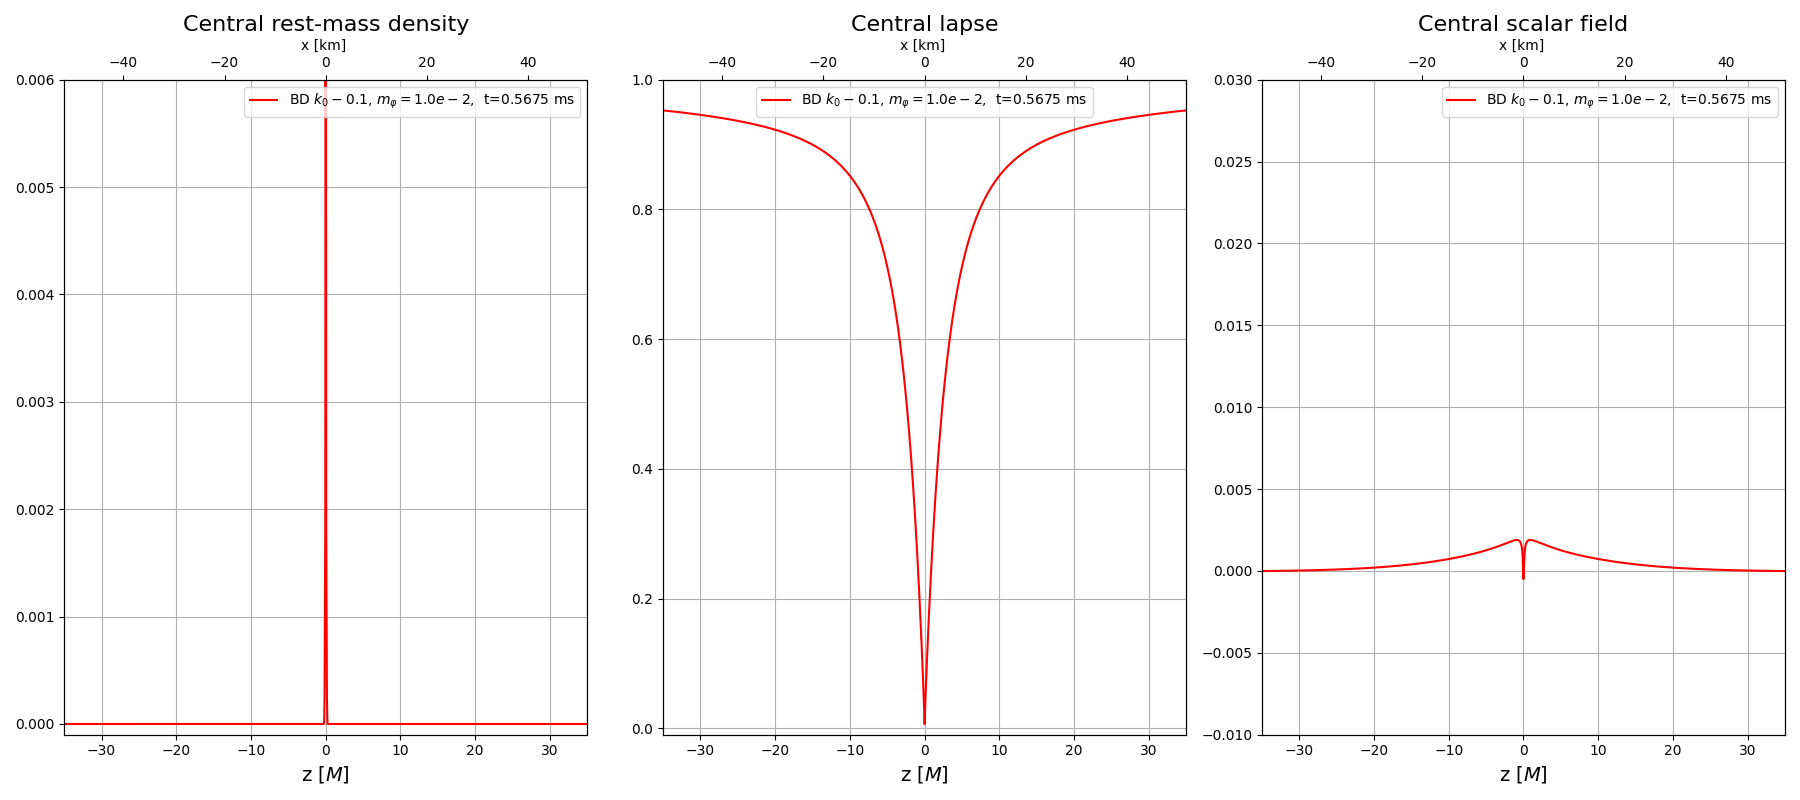 Central rest-mass density
x [km]
−40 −20 0 20 40
0.006
0.005
0.004
0.003
0.002
0.001
0.000
BD k₀ − 0.1, mᵩ = 1.0e − 2, t=0.5675 ms
−30 −20 −10 0 10 20 30
z [M]
Central lapse
x [km]
−40 −20 0 20 40
1.0
0.8
0.6
0.4
0.2
0.0
BD k₀ − 0.1, mᵩ = 1.0e − 2, t=0.5675 ms
−30 −20 −10 0 10 20 30
z [M]
Central scalar field
x [km]
−40 −20 0 20 40
0.030
0.025
0.020
0.015
0.010
0.005
0.000
−0.005
−0.010
BD k₀ − 0.1, mᵩ = 1.0e − 2, t=0.5675 ms
−30 −20 −10 0 10 20 30
z [M]